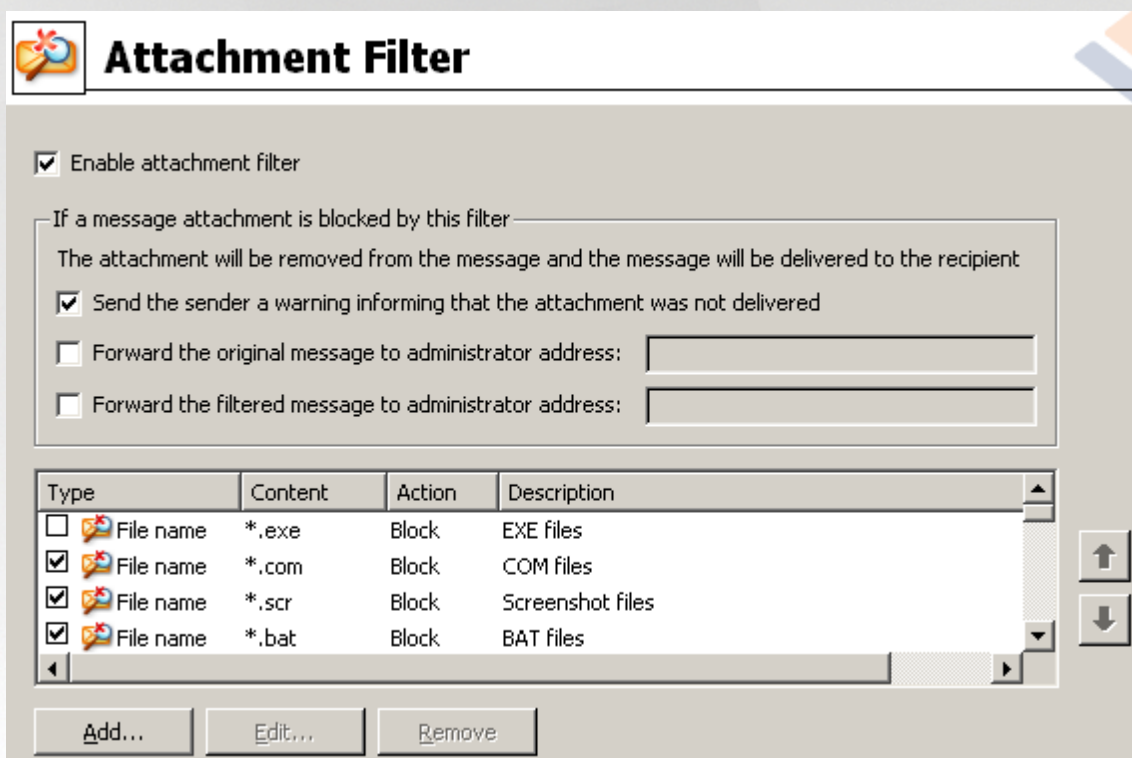 Attachment Filter
Enable attachment filter
If a message attachment is blocked by this filter
The attachment will be removed from the message and the message will be delivered to the recipient
Send the sender a warning informing that the attachment was not delivered
Forward the original message to administrator address:
Forward the filtered message to administrator address:
Type Content Action Description
File name *.exe Block EXE files
File name *.com Block COM files
File name *.scr Block Screenshot files
File name *.bat Block BAT files
Add... Edit... Remove